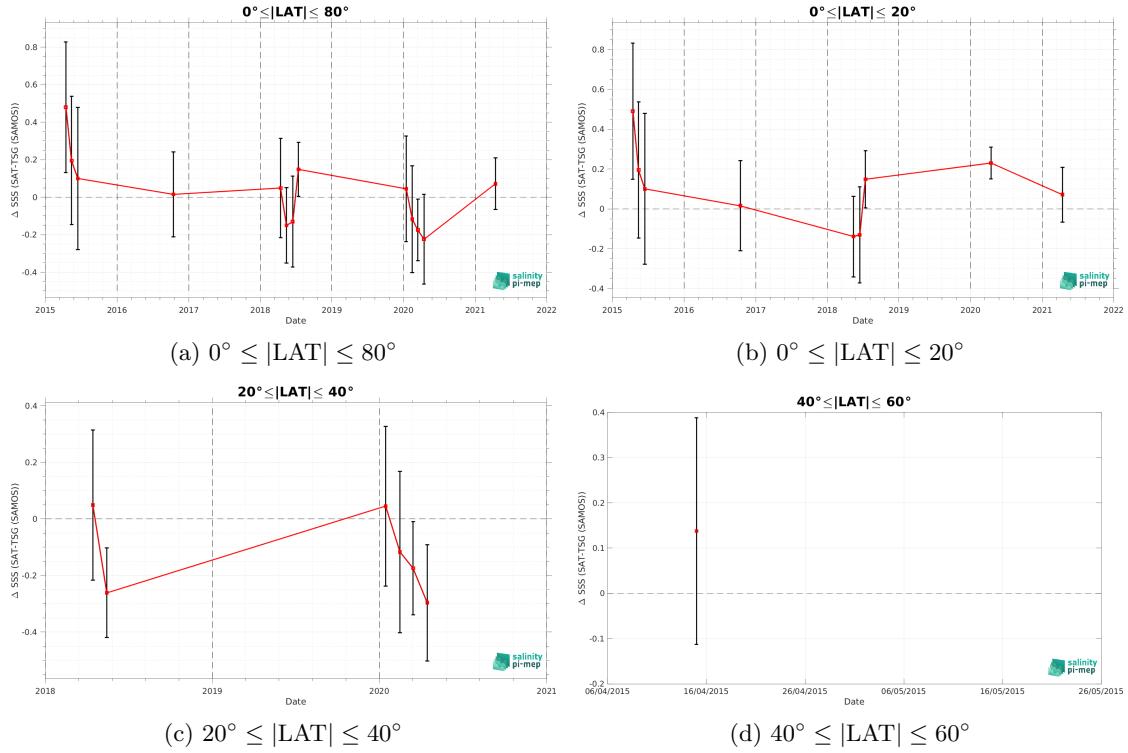 0°≤|LAT|≤ 80°
Δ SSS (SAT-TSG (SAMOS))
0.8
0.6
0.4
0.2
0
-0.2
-0.4
2015 2016 2017 2018 2019 2020 2021 2022
Date
salinity
pi-mep
(a) 0° ≤ |LAT| ≤ 80°
0°≤|LAT|≤ 20°
Δ SSS (SAT-TSG (SAMOS))
0.8
0.6
0.4
0.2
0
-0.2
-0.4
2015 2016 2017 2018 2019 2020 2021 2022
Date
salinity
pi-mep
(b) 0° ≤ |LAT| ≤ 20°
20°≤|LAT|≤ 40°
Δ SSS (SAT-TSG (SAMOS))
0.4
0.2
0
-0.2
-0.4
2018 2019 2020 2021
Date
salinity
pi-mep
(c) 20° ≤ |LAT| ≤ 40°
40°≤|LAT|≤ 60°
Δ SSS (SAT-TSG (SAMOS))
0.4
0.3
0.2
0.1
0
-0.1
-0.2
06/04/2015 16/04/2015 26/04/2015 06/05/2015 16/05/2015 26/05/2015
Date
salinity
pi-mep
(d) 40° ≤ |LAT| ≤ 60°